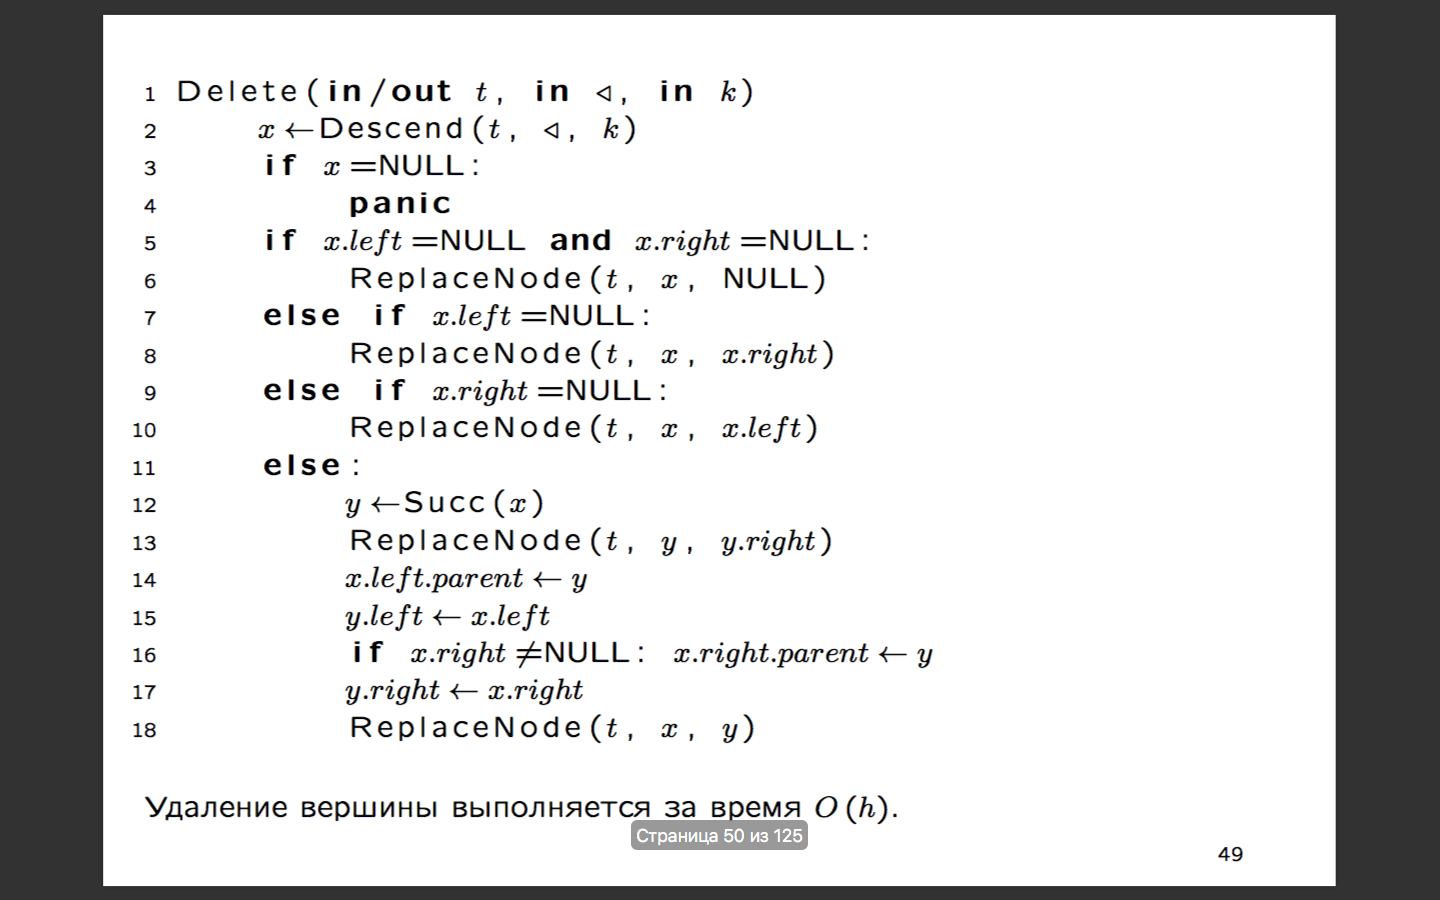 1 Delete(in/out t, in ◁, in k)
2 x ←Descend(t, ◁, k)
3 if x =NULL:
4 panic
5 if x.left =NULL and x.right =NULL:
6 ReplaceNode(t, x, NULL)
7 else if x.left =NULL:
8 ReplaceNode(t, x, x.right)
9 else if x.right =NULL:
10 ReplaceNode(t, x, x.left)
11 else:
12 y ←Succ(x)
13 ReplaceNode(t, y, y.right)
14 x.left.parent ← y
15 y.left ← x.left
16 if x.right ≠NULL: x.right.parent ← y
17 y.right ← x.right
18 ReplaceNode(t, x, y)
Удаление вершины выполняется за время O(h).
Страница 50 из 125
49